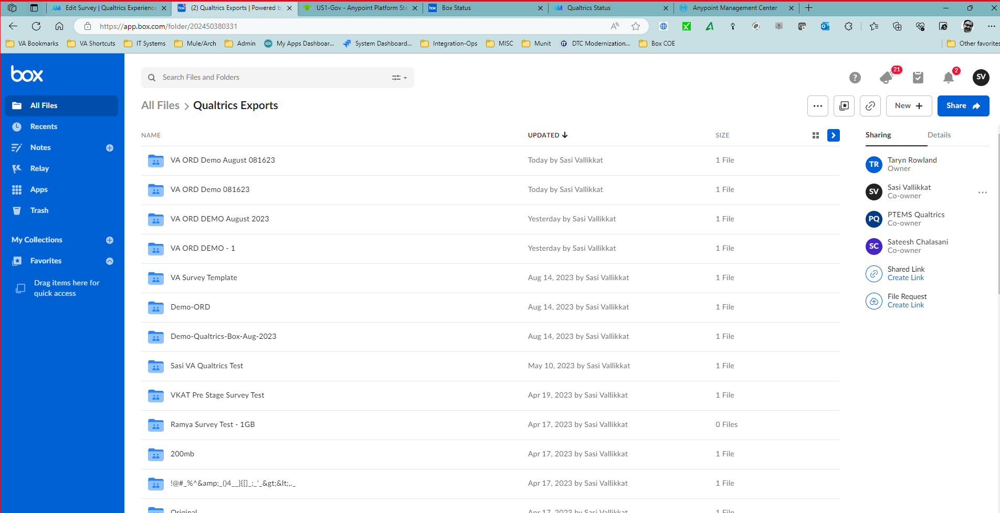 XM Edit Survey | Qualtrics Experience
box (2) Qualtrics Exports | Powered by
US1-Gov - Anypoint Platform Sta
box Box Status
XM Qualtrics Status
Anypoint Management Center
https://app.box.com/folder/202450380331
VA Bookmarks
VA Shortcuts
IT Systems
Mule/Arch
Admin
My Apps Dashboar...
System Dashboard...
Integration-Ops
MISC
Munit
DTC Modernization...
Box COE
Other favorites
box
Search Files and Folders
?
21
2
SV
All Files
Recents
Notes
Relay
Apps
Trash
My Collections
Favorites
Drag items here for
quick access
All Files > Qualtrics Exports
New +
Share
NAME UPDATED SIZE
VA ORD Demo August 081623 Today by Sasi Vallikkat 1 File
VA ORD Demo 081623 Today by Sasi Vallikkat 1 File
VA ORD DEMO August 2023 Yesterday by Sasi Vallikkat 1 File
VA ORD DEMO - 1 Yesterday by Sasi Vallikkat 1 File
VA Survey Template Aug 14, 2023 by Sasi Vallikkat 1 File
Demo-ORD Aug 14, 2023 by Sasi Vallikkat 1 File
Demo-Qualtrics-Box-Aug-2023 Aug 14, 2023 by Sasi Vallikkat 1 File
Sasi VA Qualtrics Test May 10, 2023 by Sasi Vallikkat 1 File
VKAT Pre Stage Survey Test Apr 19, 2023 by Sasi Vallikkat 1 File
Ramya Survey Test - 1GB Apr 17, 2023 by Sasi Vallikkat 0 Files
200mb Apr 17, 2023 by Sasi Vallikkat 1 File
!@#_%^&amp;_()4__}{[]_;_'_&gt;&lt;,._ Apr 17, 2023 by Sasi Vallikkat 1 File
Original Apr 17, 2023 by Sasi Vallikkat 1 File
Sharing Details
TR Taryn Rowland
Owner
SV Sasi Vallikkat
Co-owner
PQ PTEMS Qualtrics
Co-owner
SC Sateesh Chalasani
Co-owner
Shared Link
Create Link
File Request
Create Link